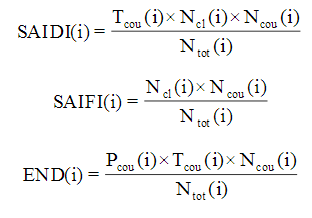 SAIDI(i) = T_cou(i)×N_cl(i)×N_cou(i) / N_tot(i)
SAIFI(i) = N_cl(i)×N_cou(i) / N_tot(i)
END(i) = P_cou(i)×T_cou(i)×N_cou(i) / N_tot(i)